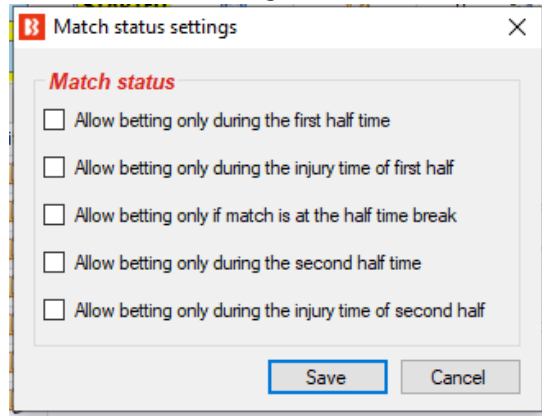 Match status settings
Match status
Allow betting only during the first half time
Allow betting only during the injury time of first half
Allow betting only if match is at the half time break
Allow betting only during the second half time
Allow betting only during the injury time of second half
Save Cancel